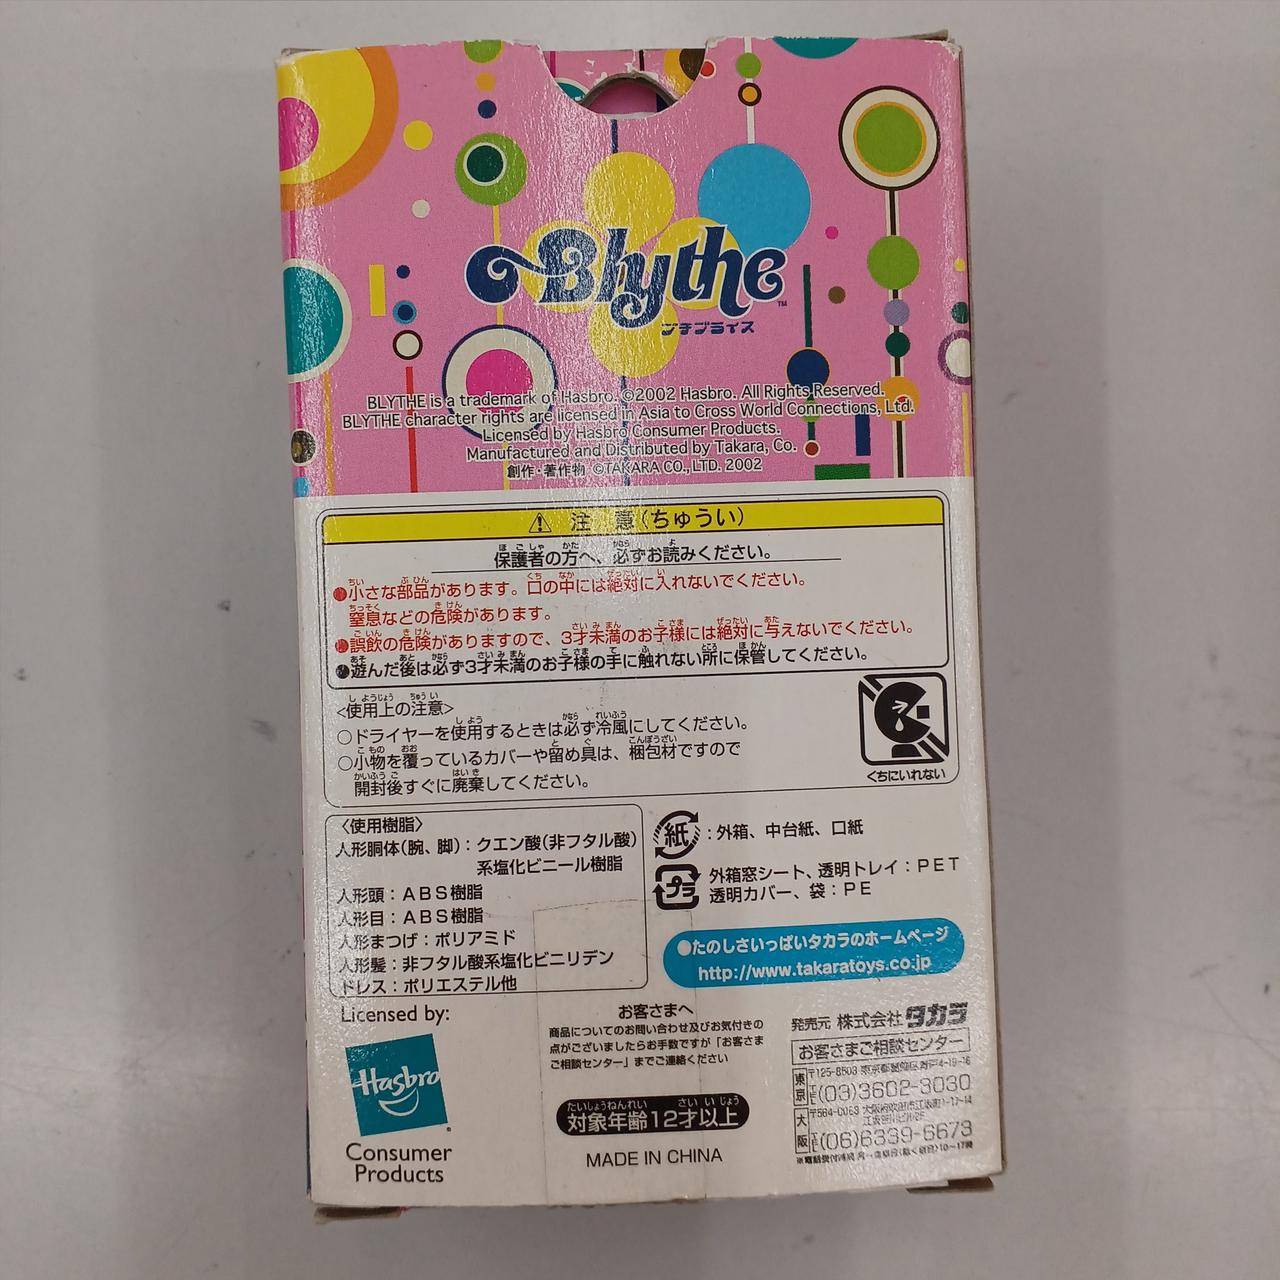 Blythe™
プチブライス
BLYTHE is a trademark of Hasbro. ©2002 Hasbro. All Rights Reserved.
BLYTHE character rights are licensed in Asia to Cross World Connections, Ltd.
Licensed by Hasbro Consumer Products.
Manufactured and Distributed by Takara, Co.
創作・著作物 ©TAKARA CO., LTD. 2002
⚠ 注 意(ちゅうい)
保護者の方へ、必ずお読みください。
●小さな部品があります。口の中には絶対に入れないでください。
窒息などの危険があります。
●誤飲の危険がありますので、3才未満のお子様には絶対に与えないでください。
●遊んだ後は必ず3才未満のお子様の手に触れない所に保管してください。
<使用上の注意>
○ドライヤーを使用するときは必ず冷風にしてください。
○小物を覆っているカバーや留め具は、梱包材ですので
開封後すぐに廃棄してください。
くちにいれない
〈使用樹脂〉
人形胴体(腕、脚):クエン酸(非フタル酸)
系塩化ビニール樹脂
人形頭:ABS樹脂
人形目:ABS樹脂
人形まつげ:ポリアミド
人形髪:非フタル酸系塩化ビニリデン
ドレス:ポリエステル他
紙:外箱、中台紙、口紙
プラ 外箱窓シート、透明トレイ:PET
透明カバー、袋:PE
●たのしさいっぱいタカラのホームページ
http://www.takaratoys.co.jp
Licensed by:
Hasbro
Consumer
Products
お客さまへ
商品についてのお問い合わせ及びお気付きの
点がございましたらお手数ですが「お客さま
ご相談センター」までご連絡ください
対象年齢12才以上
MADE IN CHINA
発売元 株式会社タカラ
お客さまご相談センター
東京 〒125-8503 東京都葛飾区青戸4-19-16
TEL(03)3602-3030
大阪 〒564-0063
TEL(06)6339-6673